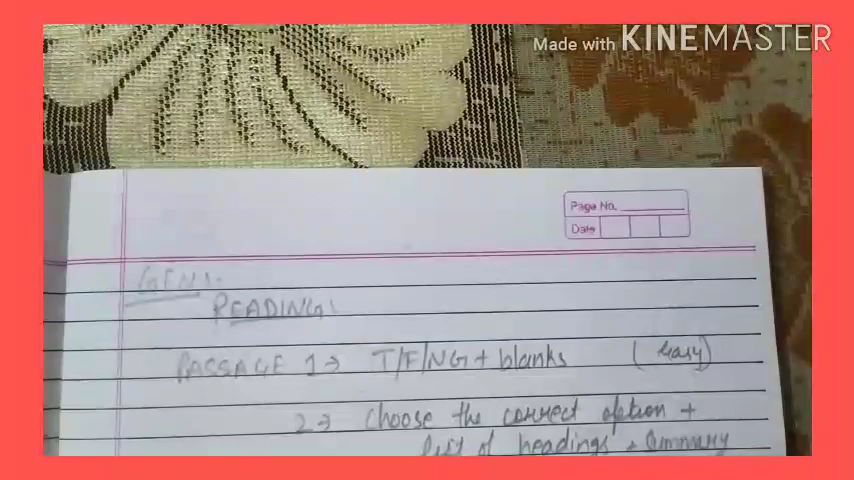 Made with KINEMASTER
Page No.
Date
GEN:
READING:
PASSAGE 1→ T/F/NG + blanks (easy)
2→ Choose the correct option +
list of headings + Summary